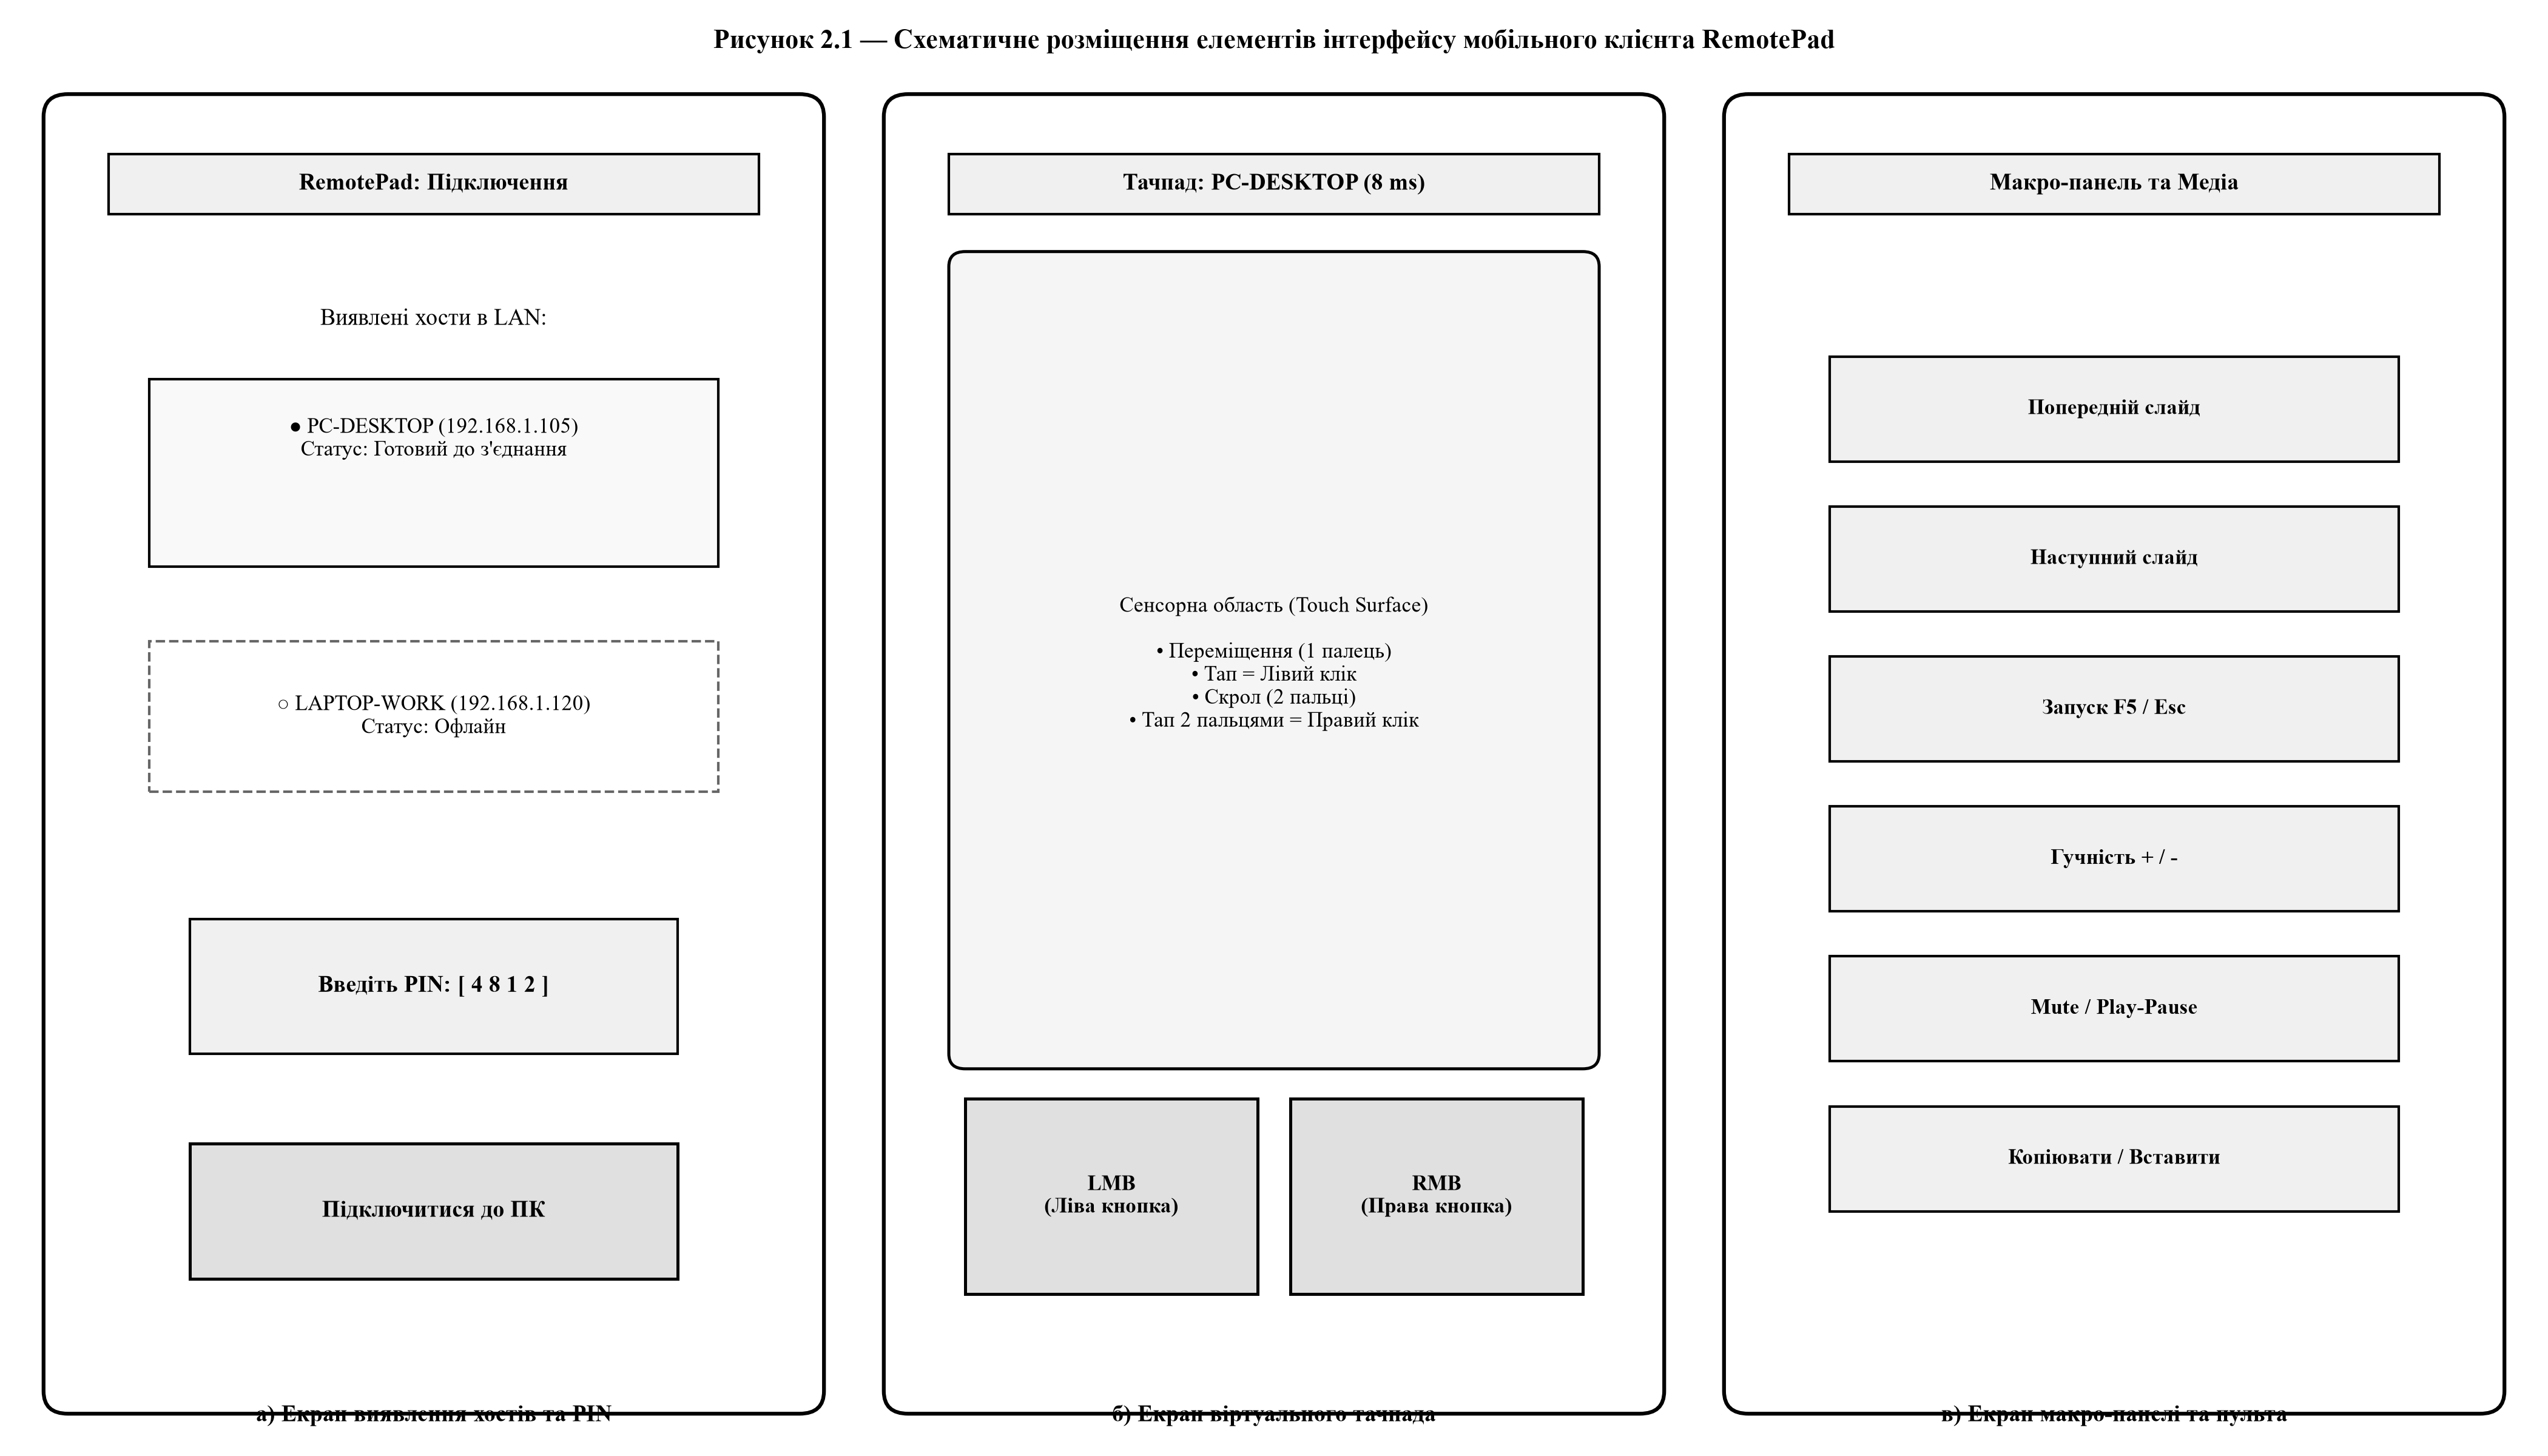 Рисунок 2.1 — Схематичне розміщення елементів інтерфейсу мобільного клієнта RemotePad
RemotePad: Підключення
Виявлені хости в LAN:
● PC-DESKTOP (192.168.1.105)
Статус: Готовий до з'єднання
○ LAPTOP-WORK (192.168.1.120)
Статус: Офлайн
Введіть PIN: [ 4 8 1 2 ]
Підключитися до ПК
а) Екран виявлення хостів та PIN
Тачпад: PC-DESKTOP (8 ms)
Сенсорна область (Touch Surface)
• Переміщення (1 палець)
• Тап = Лівий клік
• Скрол (2 пальці)
• Тап 2 пальцями = Правий клік
LMB
(Ліва кнопка)
RMB
(Права кнопка)
б) Екран віртуального тачпада
Макро-панель та Медіа
Попередній слайд
Наступний слайд
Запуск F5 / Esc
Гучність + / -
Mute / Play-Pause
Копіювати / Вставити
в) Екран макро-панелі та пульта